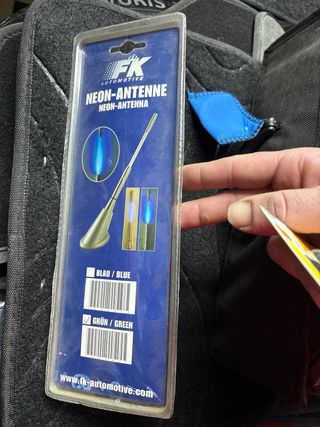 FK
AUTOMOTIVE
NEON-ANTENNE
NEON-ANTENNA
BLAU / BLUE
GRÜN / GREEN
www.fk-automotive.com